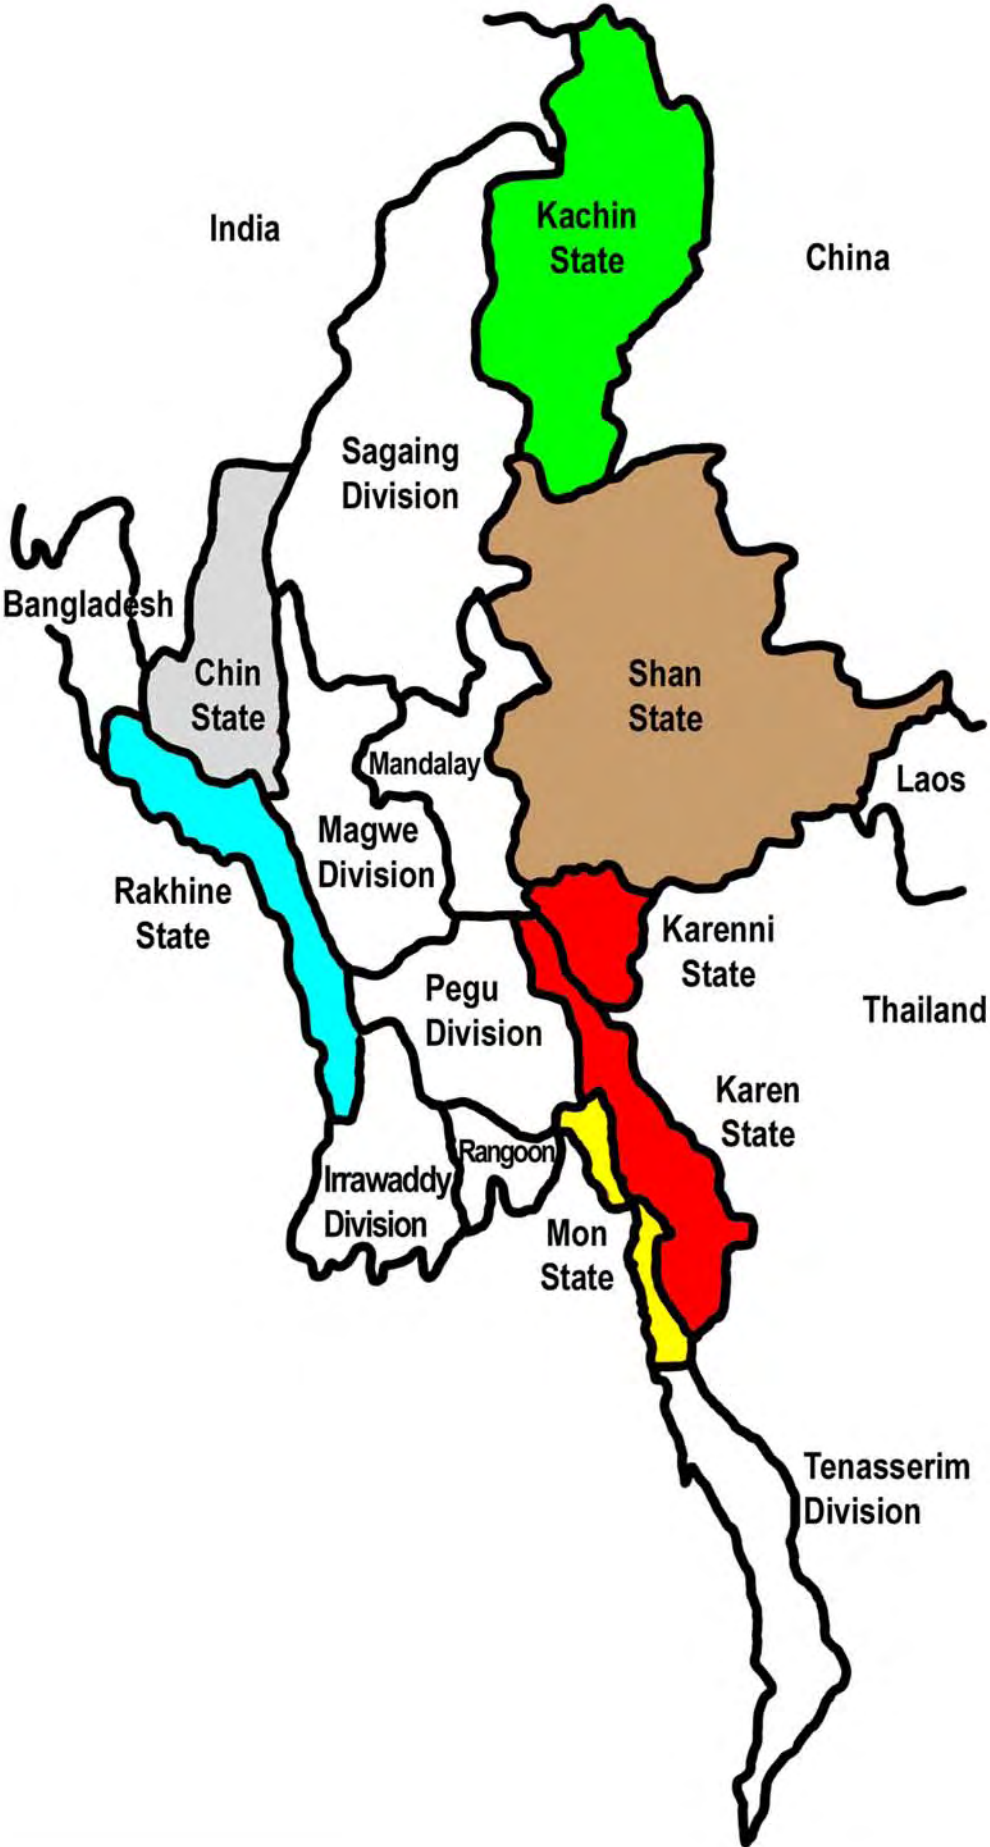 Kachin
State
India
China
Sagaing
Division
Bangladesh
Chin
State
Shan
State
Mandalay
Laos
Magwe
Division
Rakhine
State
Karenni
State
Pegu
Division
Thailand
Karen
State
Rangoon
Irrawaddy
Division
Mon
State
Tenasserim
Division